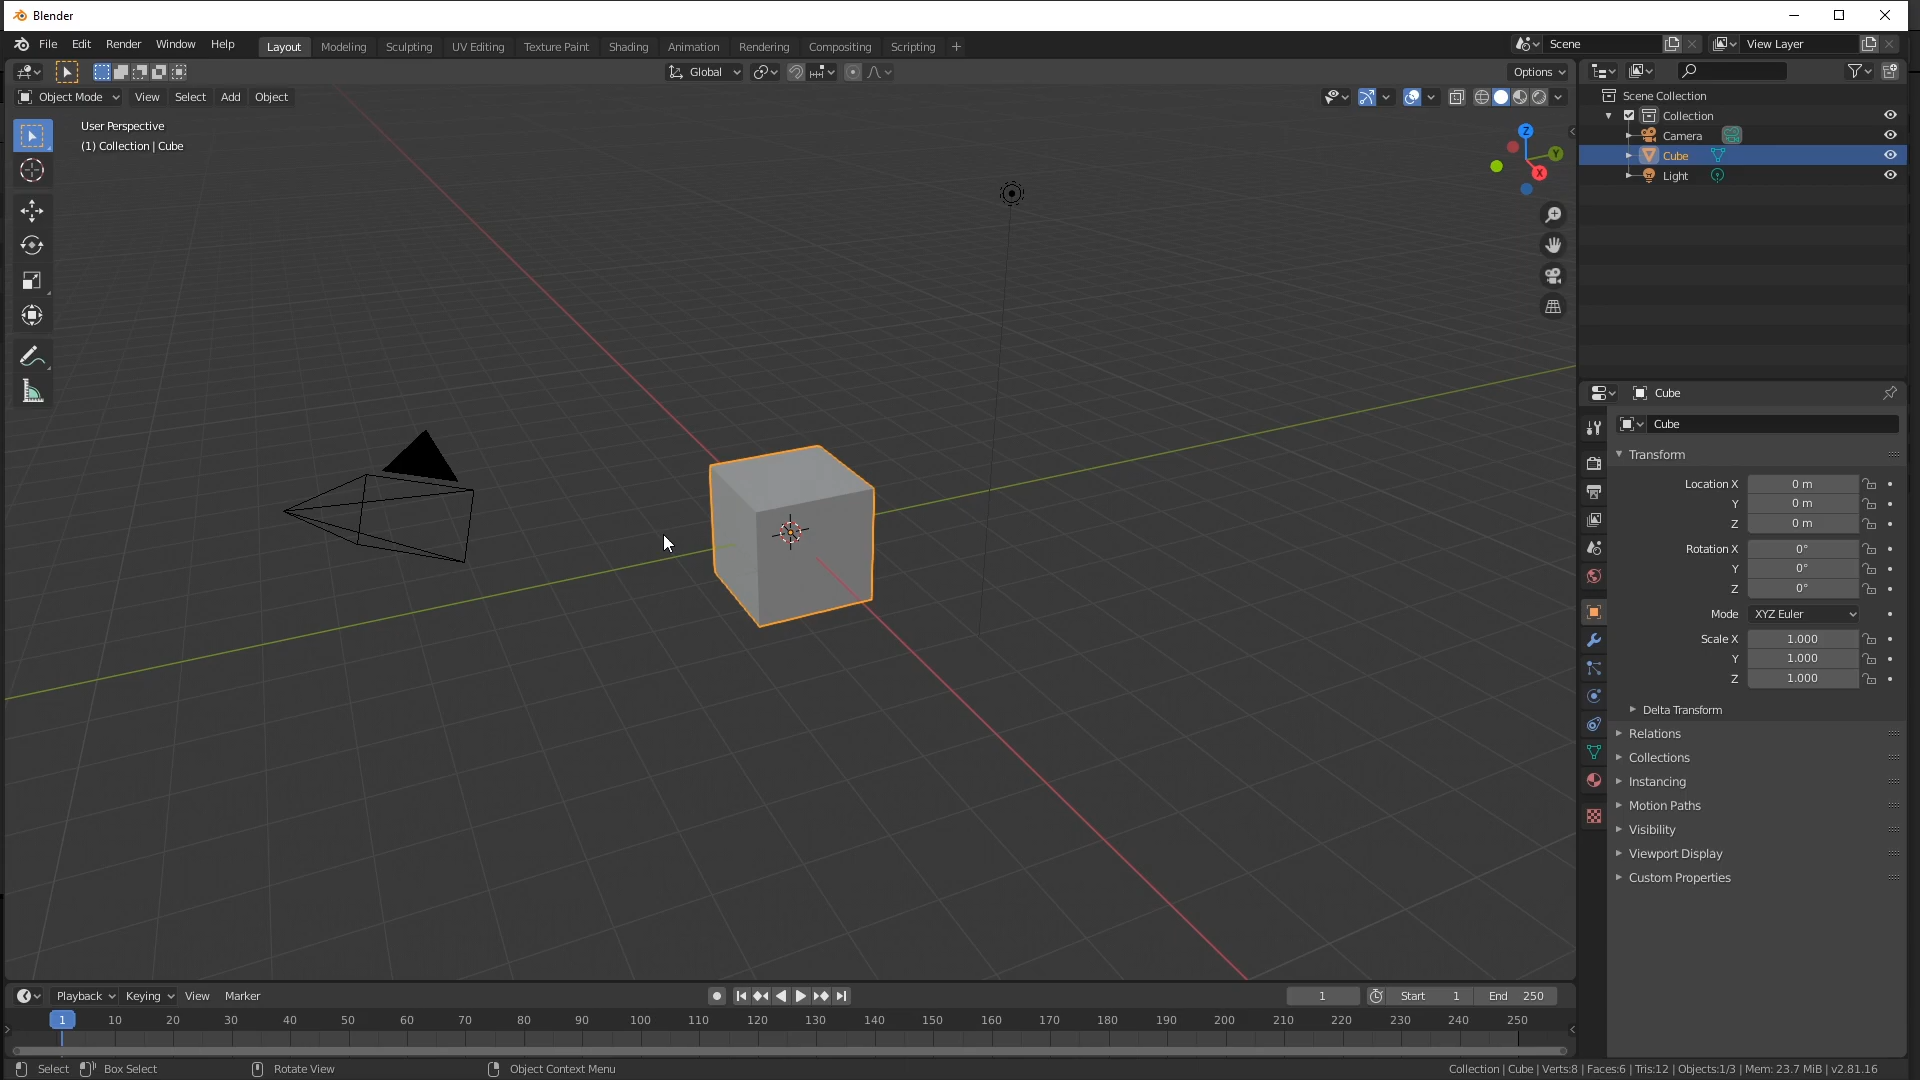 Blender
File Edit Render Window Help Layout Modeling Sculpting UV Editing Texture Paint Shading Animation Rendering Compositing Scripting + Scene View Layer
Global Options
Object Mode View Select Add Object
User Perspective
(1) Collection | Cube
Z
Y
X
Scene Collection
Collection
Camera
Cube
Light
Cube
Cube
Transform
Location X 0 m
Y 0 m
Z 0 m
Rotation X 0°
Y 0°
Z 0°
Mode XYZ Euler
Scale X 1.000
Y 1.000
Z 1.000
Delta Transform
Relations
Collections
Instancing
Motion Paths
Visibility
Viewport Display
Custom Properties
Playback Keying View Marker 1 Start 1 End 250
1 10 20 30 40 50 60 70 80 90 100 110 120 130 140 150 160 170 180 190 200 210 220 230 240 250
Select Box Select Rotate View Object Context Menu Collection | Cube | Verts:8 | Faces:6 | Tris:12 | Objects:1/3 | Mem: 23.7 MiB | v2.81.16